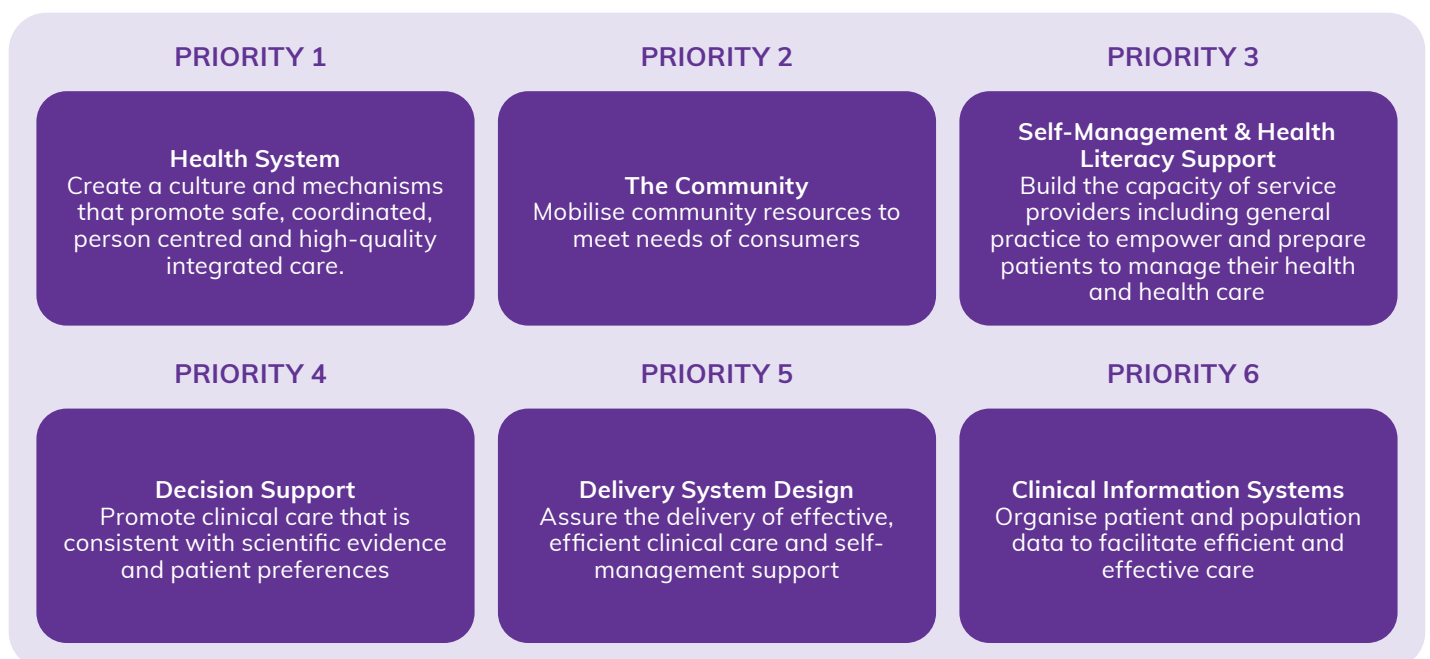 PRIORITY 1
Health System
Create a culture and mechanisms
that promote safe, coordinated,
person centred and high-quality
integrated care.
PRIORITY 2
The Community
Mobilise community resources to
meet needs of consumers
PRIORITY 3
Self-Management & Health
Literacy Support
Build the capacity of service
providers including general
practice to empower and prepare
patients to manage their health
and health care
PRIORITY 4
Decision Support
Promote clinical care that is
consistent with scientific evidence
and patient preferences
PRIORITY 5
Delivery System Design
Assure the delivery of effective,
efficient clinical care and self-
management support
PRIORITY 6
Clinical Information Systems
Organise patient and population
data to facilitate efficient and
effective care